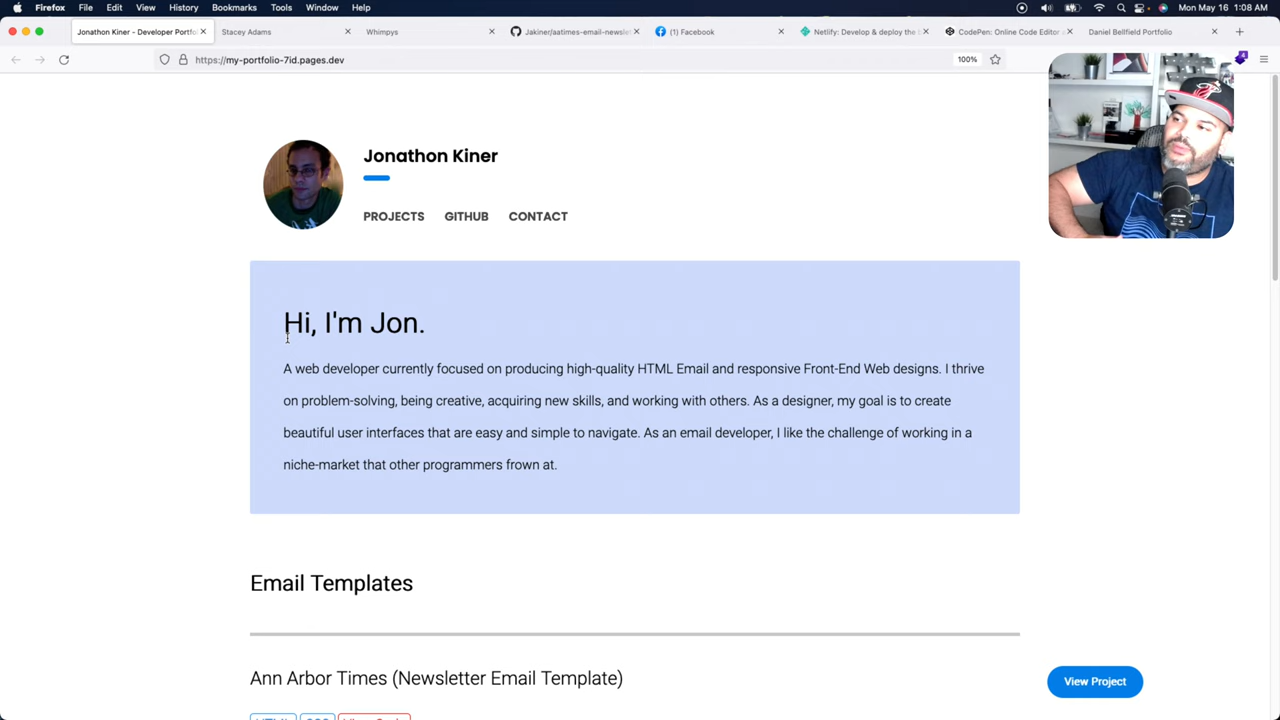 Firefox File Edit View History Bookmarks Tools Window Help Mon May 16 1:08 AM
Jonathon Kiner - Developer Portfo Stacey Adams Whimpys Jakiner/aatimes-email-newslet (1) Facebook Netlify: Develop & deploy the b CodePen: Online Code Editor a Daniel Bellfield Portfolio
https://my-portfolio-7id.pages.dev 100%
Jonathon Kiner
PROJECTS GITHUB CONTACT
Hi, I'm Jon.
A web developer currently focused on producing high-quality HTML Email and responsive Front-End Web designs. I thrive
on problem-solving, being creative, acquiring new skills, and working with others. As a designer, my goal is to create
beautiful user interfaces that are easy and simple to navigate. As an email developer, I like the challenge of working in a
niche-market that other programmers frown at.
Email Templates
Ann Arbor Times (Newsletter Email Template)
View Project